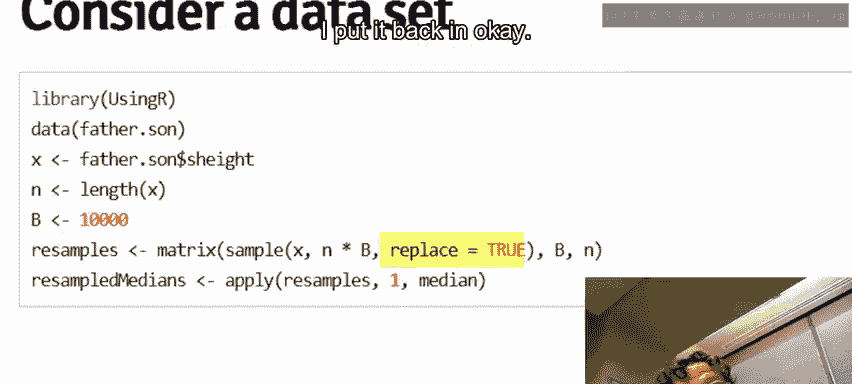 Consider a data set
I put it back in okay.
library(UsingR)
data(father.son)
x <- father.son$sheight
n <- length(x)
B <- 10000
resamples <- matrix(sample(x, n * B, replace = TRUE), B, n)
resampledMedians <- apply(resamples, 1, median)